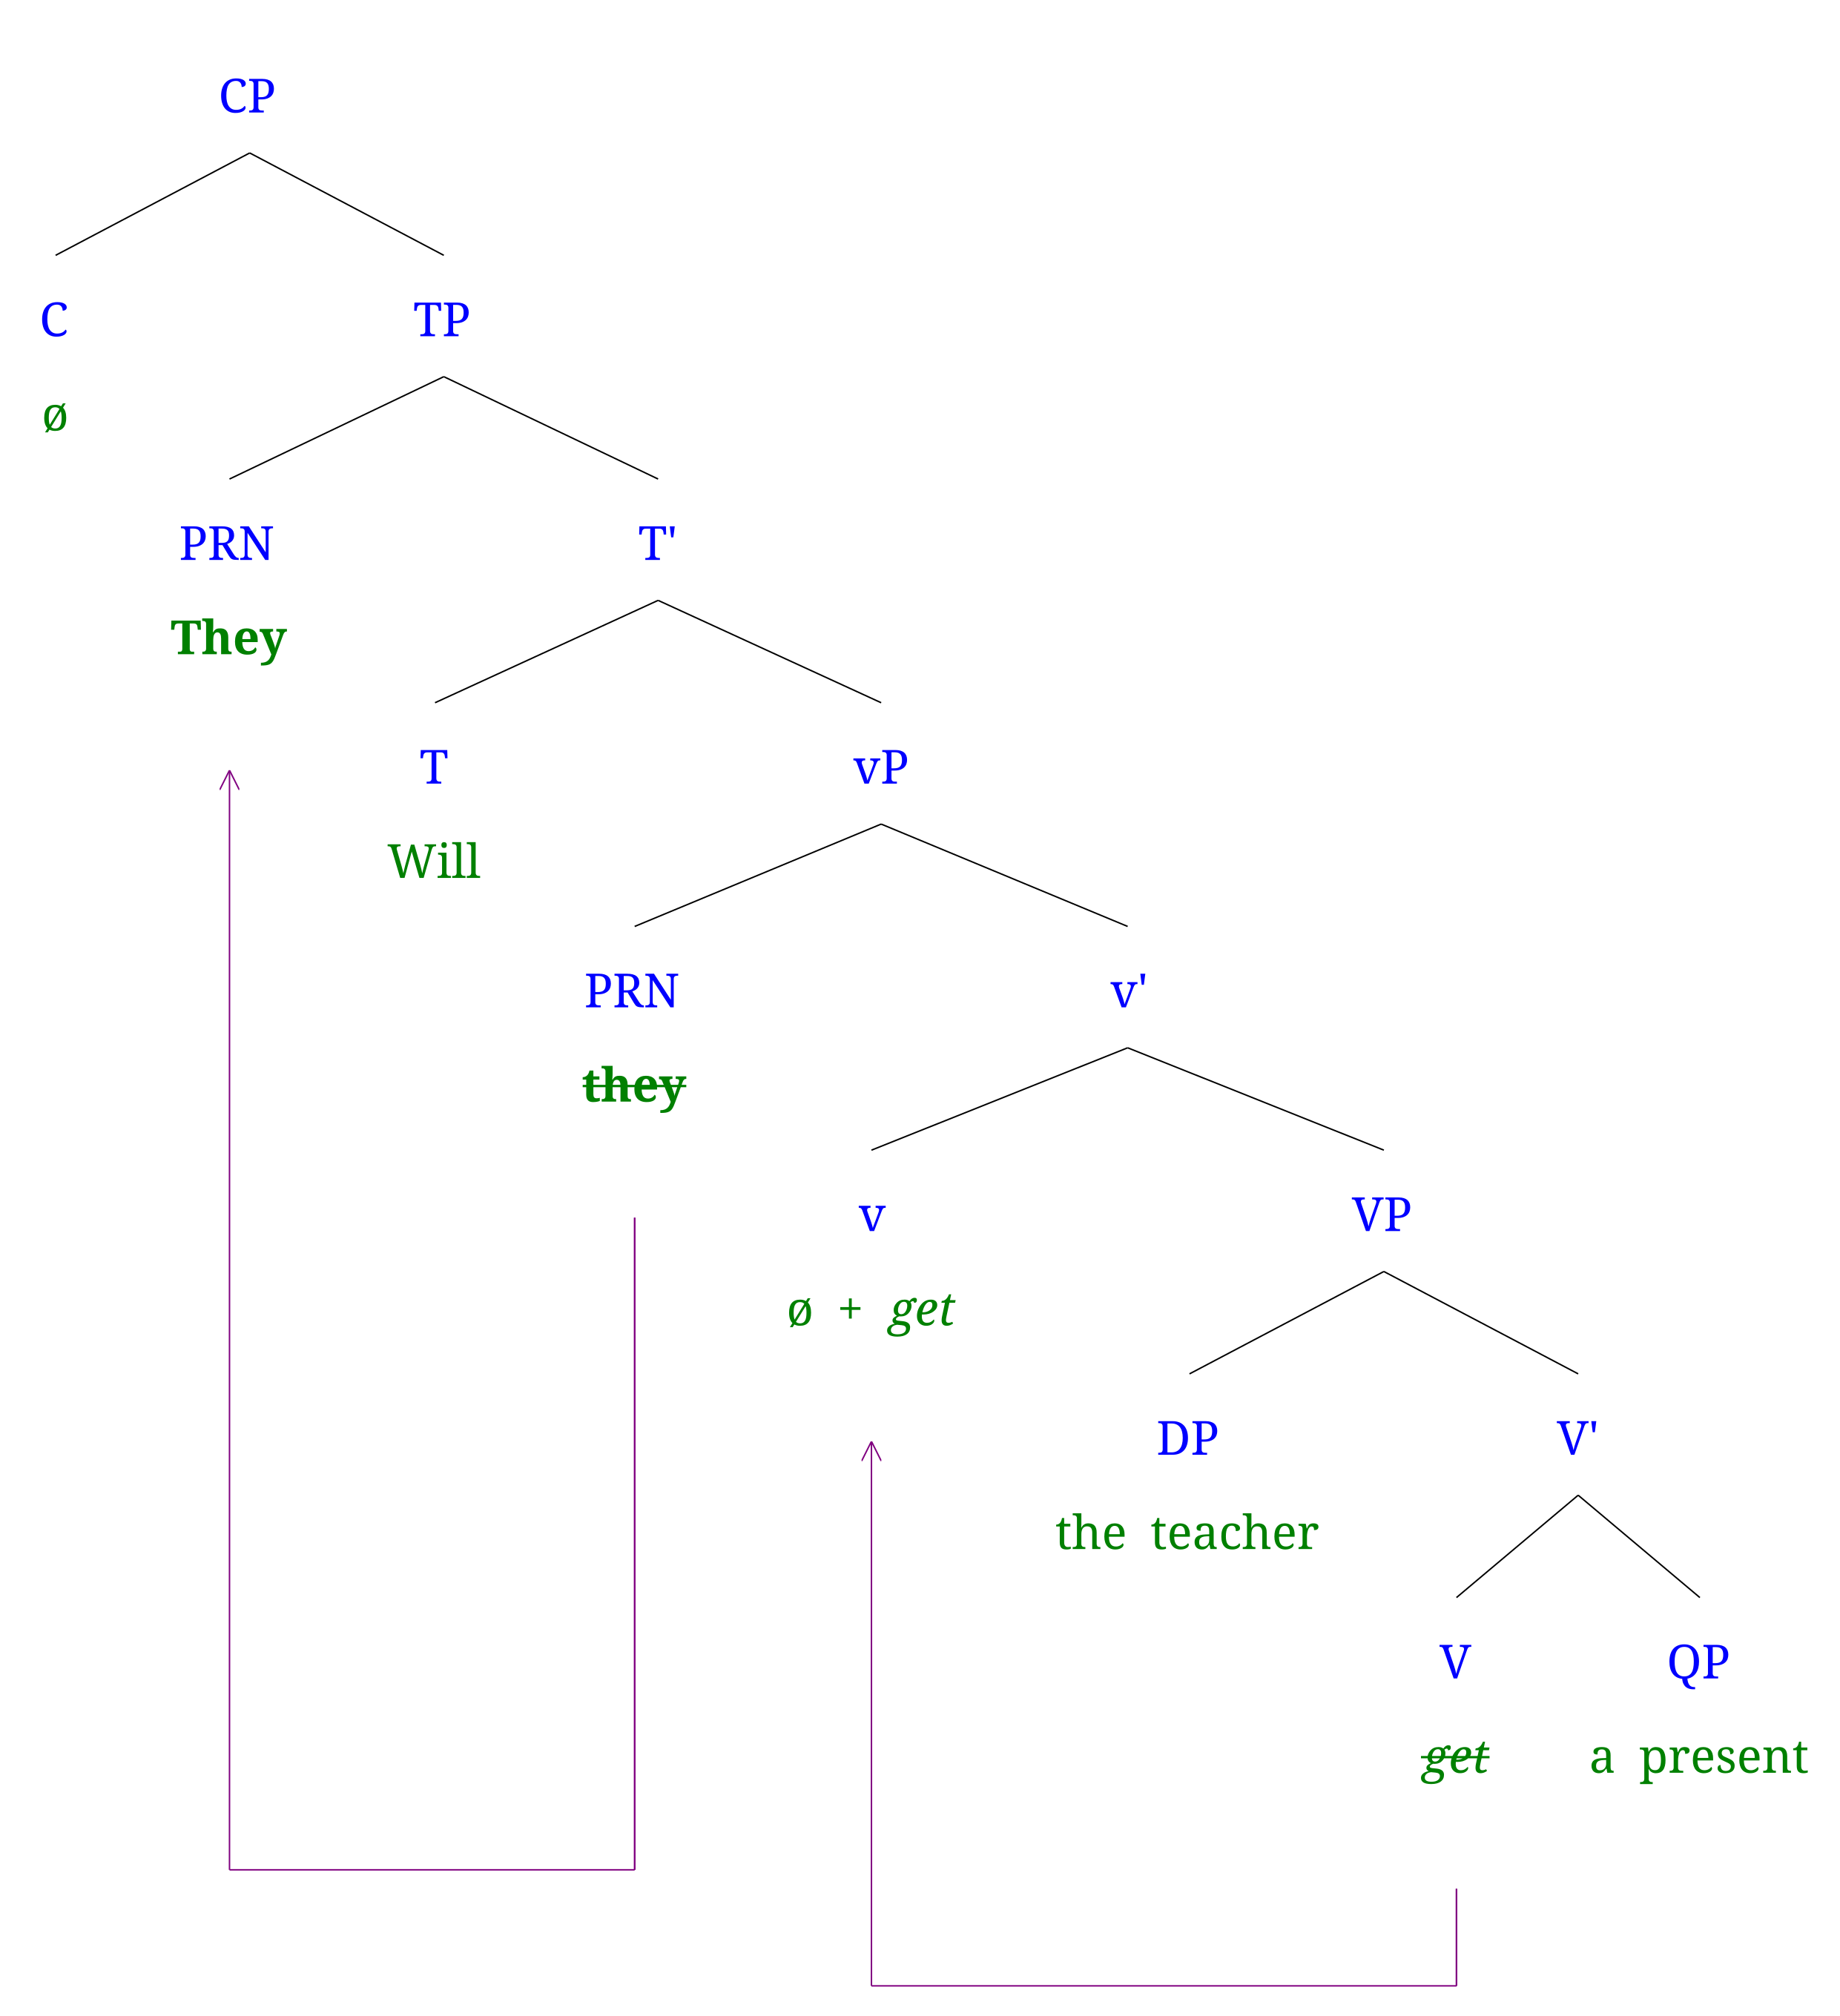 CP
C TP
ø
PRN T'
They
T vP
Will
PRN v'
they
v VP
ø + get
DP V'
the teacher
V QP
get a present